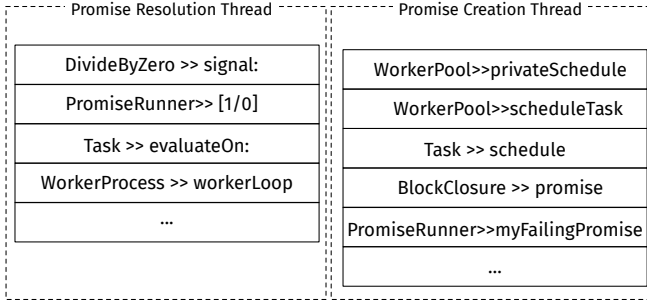 Promise Resolution Thread
DivideByZero >> signal:
PromiseRunner>> [1/0]
Task >> evaluateOn:
WorkerProcess >> workerLoop
...
Promise Creation Thread
WorkerPool>>privateSchedule
WorkerPool>>scheduleTask
Task >> schedule
BlockClosure >> promise
PromiseRunner>>myFailingPromise
...